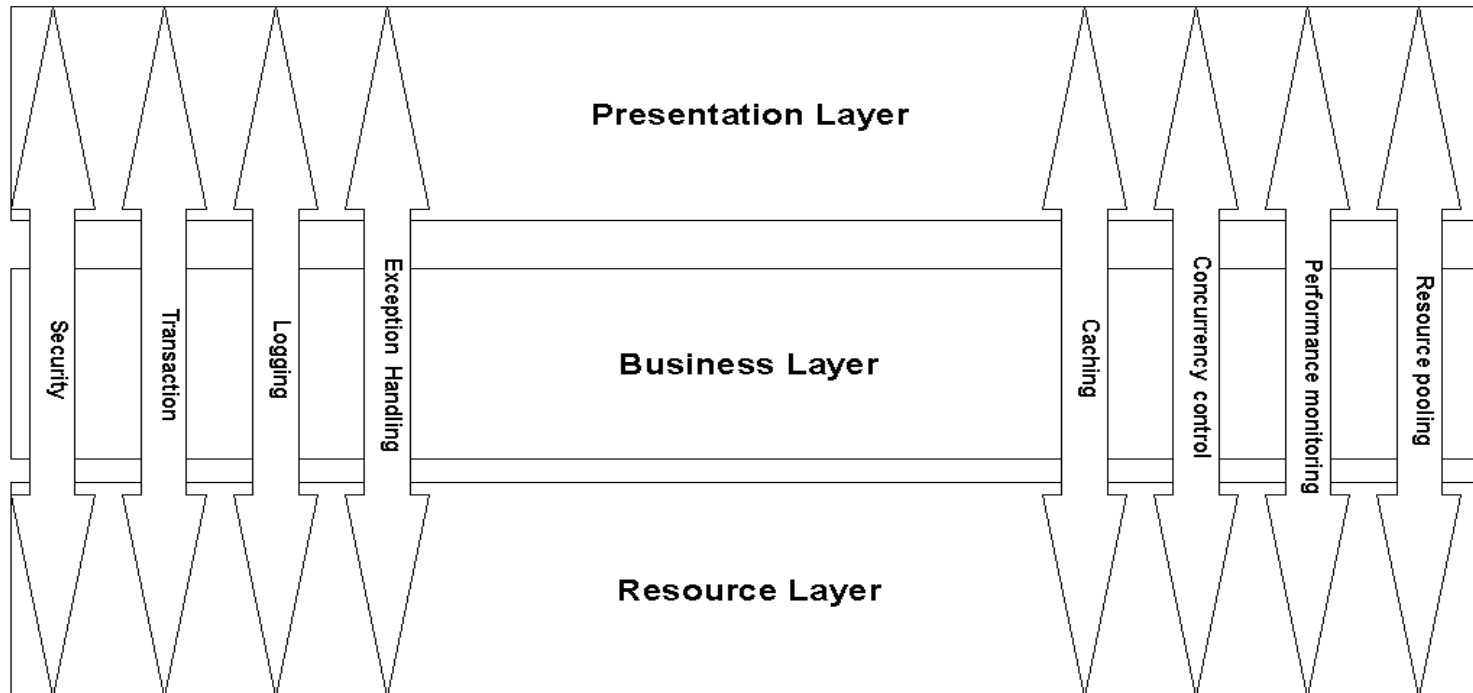 Presentation Layer
Security
Transaction
Logging
Exception Handling
Business Layer
Caching
Concurrency control
Performance monitoring
Resource pooling
Resource Layer